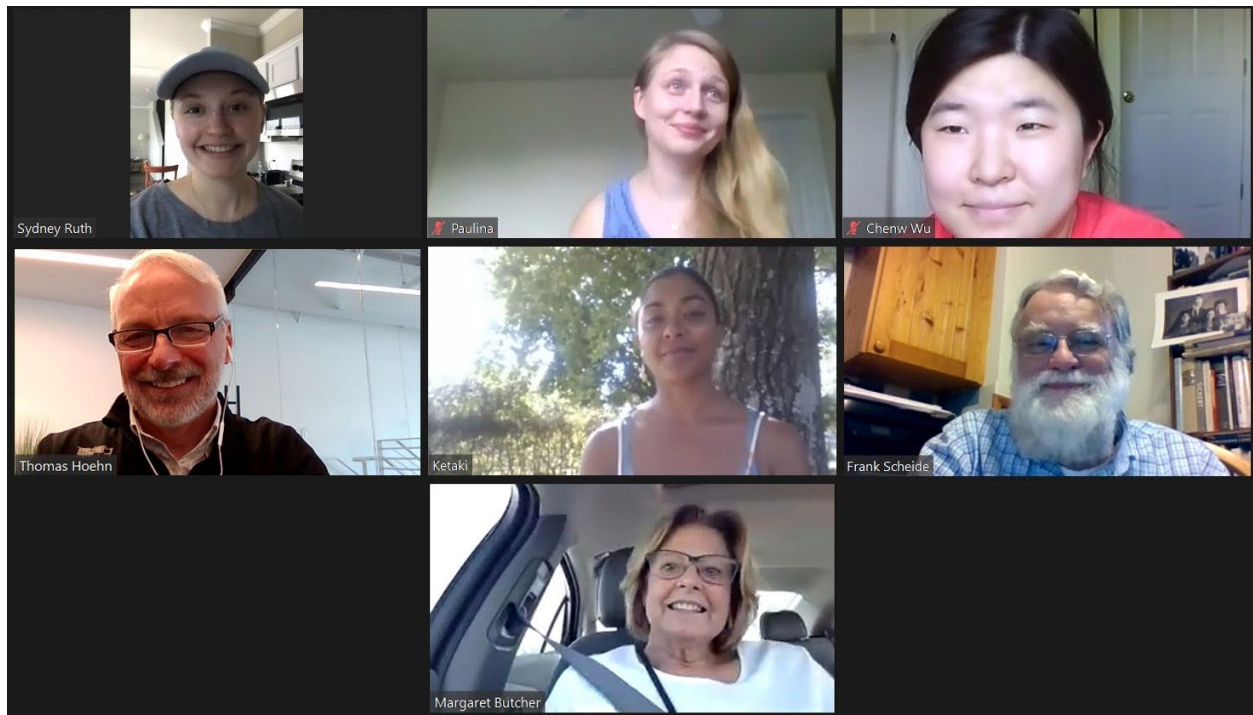 Sydney Ruth
Paulina
Chenw Wu
Thomas Hoehn
Ketaki
Frank Scheide
Margaret Butcher